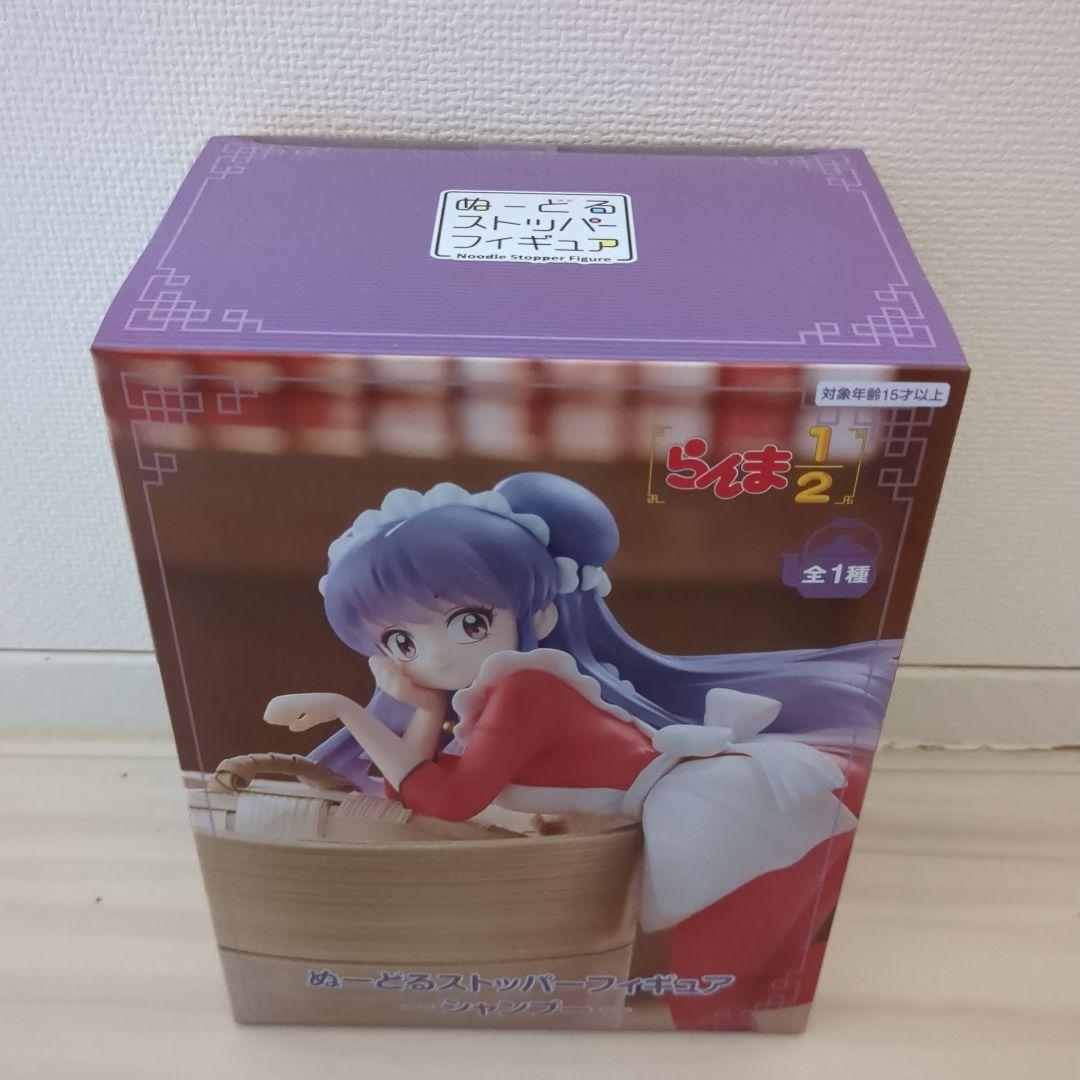 ぬーどる
ストッパー
フィギュア
Noodle Stopper Figure
対象年齢15才以上
らんま1/2
全1種
ぬーどるストッパーフィギュア
ーシャンプーー